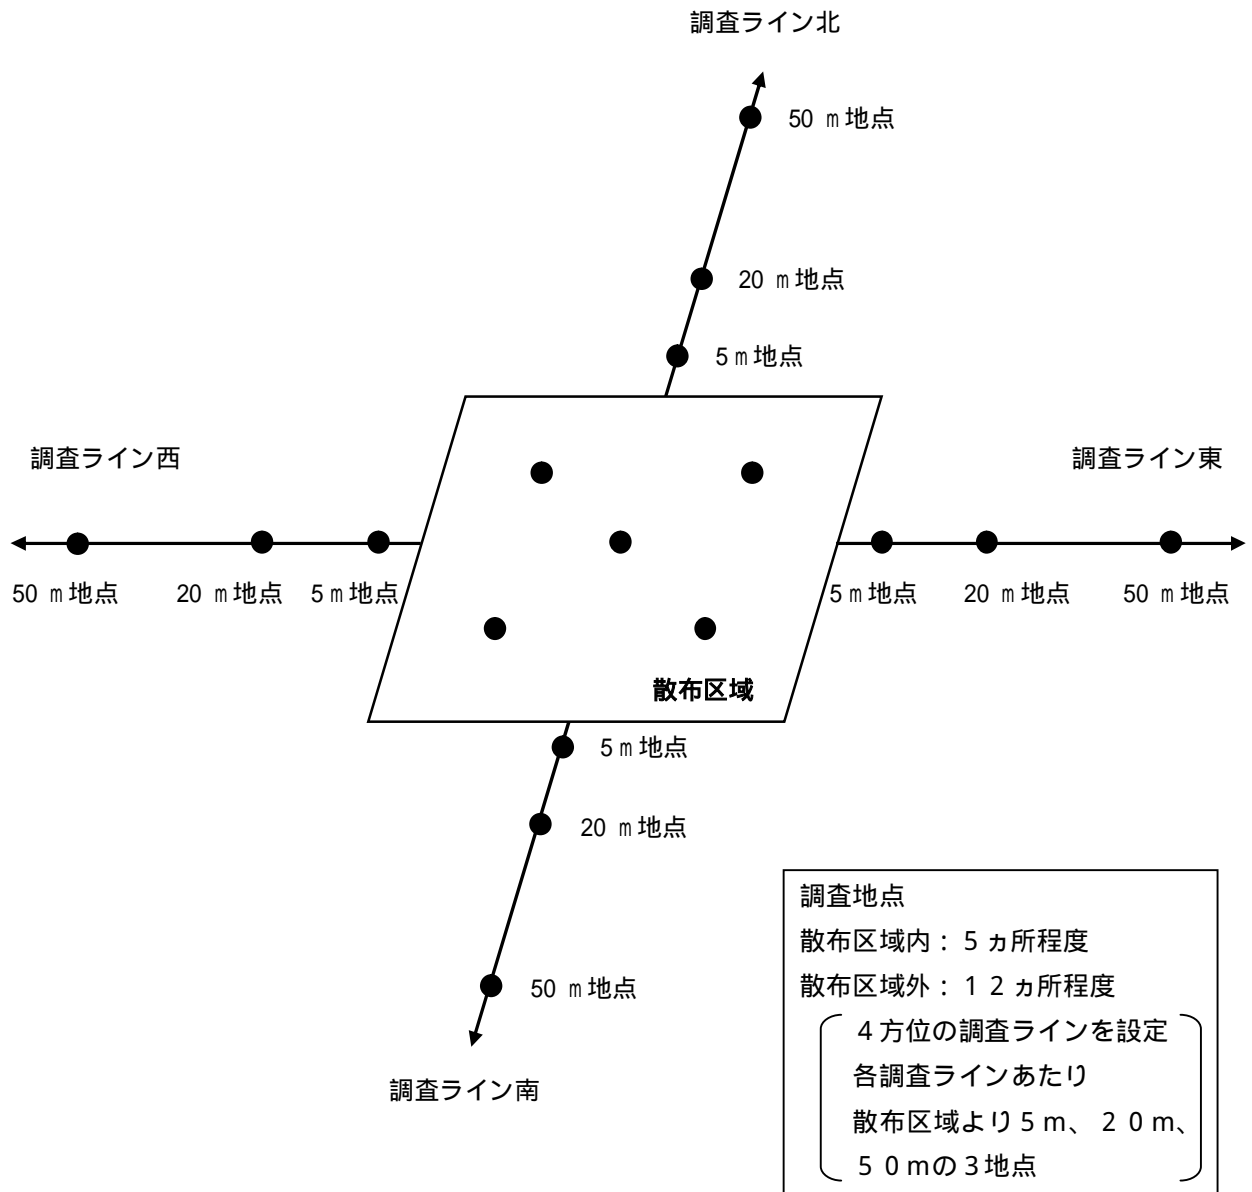 調査ライン北
50 m地点
20 m地点
5m地点
調査ライン西
調査ライン東
50 m地点
20 m地点
5m地点
5m地点
20 m地点
50 m地点
散布区域
5m地点
20 m地点
50 m地点
調査ライン南
調査地点
散布区域内：5ヵ所程度
散布区域外：12ヵ所程度
4方位の調査ラインを設定
各調査ラインあたり
散布区域より5m、20m、
50mの3地点